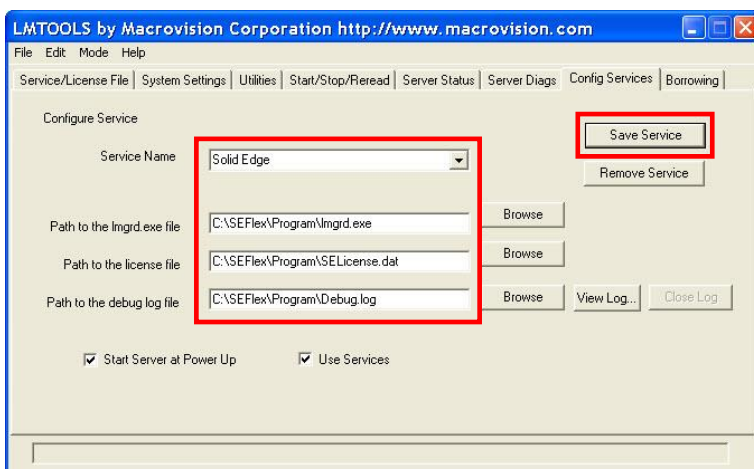 LMTOOLS by Macrovision Corporation http://www.macrovision.com
File Edit Mode Help
Service/License File System Settings Utilities Start/Stop/Reread Server Status Server Diags Config Services Borrowing
Configure Service
Save Service
Service Name Solid Edge
Remove Service
Path to the lmgrd.exe file C:\SEFlex\Program\lmgrd.exe Browse
Path to the license file C:\SEFlex\Program\SELicense.dat Browse
Path to the debug log file C:\SEFlex\Program\Debug.log Browse View Log... Close Log
Start Server at Power Up Use Services